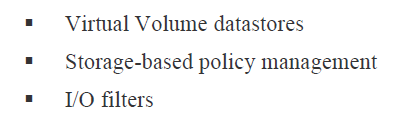 ▪ Virtual Volume datastores
▪ Storage-based policy management
▪ I/O filters